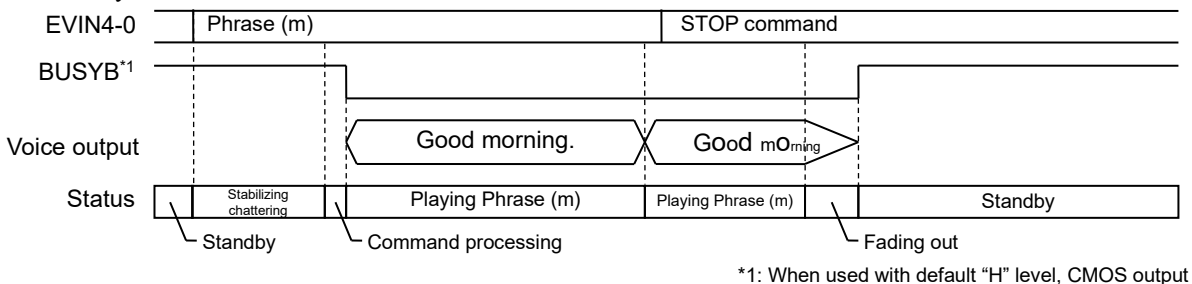 EVIN4-0 Phrase (m) STOP command
BUSYB*1
Voice output Good morning. Good morning
Status Stabilizing chattering Playing Phrase (m) Playing Phrase (m) Standby
Standby Command processing Fading out
*1: When used with default “H” level, CMOS output